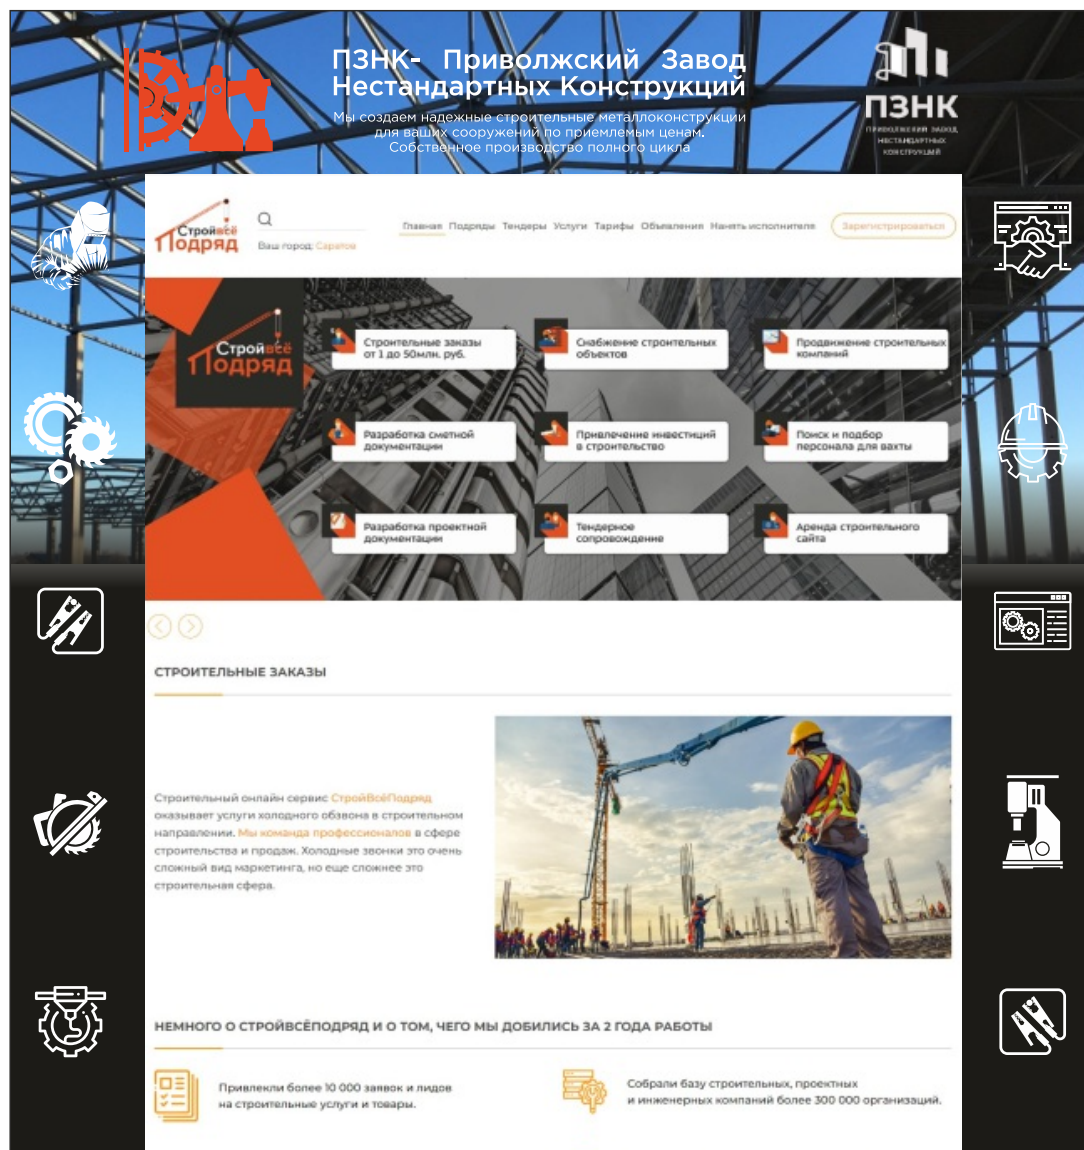 ПЗНК- Приволжский Завод
Нестандартных Конструкций
Мы создаем надежные строительные металлоконструкции
для ваших сооружений по приемлемым ценам.
Собственное производство полного цикла
ПЗНК
ПРИВОЛЖСКИЙ ЗАВОД
НЕСТАНДАРТНЫХ
КОНСТРУКЦИЙ
Стройвсё
Подряд
Ваш город: Саратов
Главная Подряды Тендеры Услуги Тарифы Объявления Нанять исполнителя
Зарегистрироваться
Стройвсё
Подряд
Строительные заказы
от 1 до 50млн. руб.
Снабжение строительных
объектов
Продвижение строительных
компаний
Разработка сметной
документации
Привлечение инвестиций
в строительство
Поиск и подбор
персонала для вахты
Разработка проектной
документации
Тендерное
сопровождение
Аренда строительного
сайта
СТРОИТЕЛЬНЫЕ ЗАКАЗЫ
Строительный онлайн сервис СтройВсёПодряд
оказывает услуги холодного обзвона в строительном
направлении. Мы команда профессионалов в сфере
строительства и продаж. Холодные звонки это очень
сложный вид маркетинга, но еще сложнее это
строительная сфера.
НЕМНОГО О СТРОЙВСЁПОДРЯД И О ТОМ, ЧЕГО МЫ ДОБИЛИСЬ ЗА 2 ГОДА РАБОТЫ
Привлекли более 10 000 заявок и лидов
на строительные услуги и товары.
Собрали базу строительных, проектных
и инженерных компаний более 300 000 организаций.